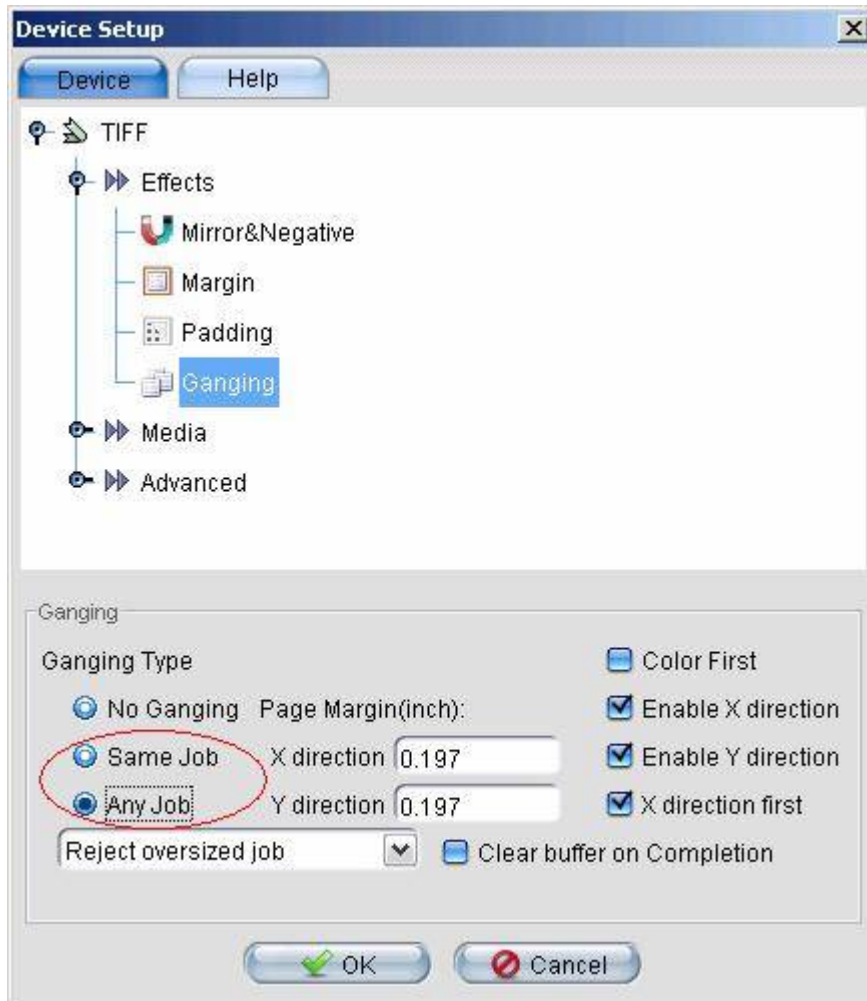 Device Setup
Device Help
TIFF
Effects
Mirror&Negative
Margin
Padding
Ganging
Media
Advanced
Ganging
Ganging Type Color First
No Ganging Page Margin(inch): Enable X direction
Same Job X direction 0.197 Enable Y direction
Any Job Y direction 0.197 X direction first
Reject oversized job Clear buffer on Completion
OK Cancel